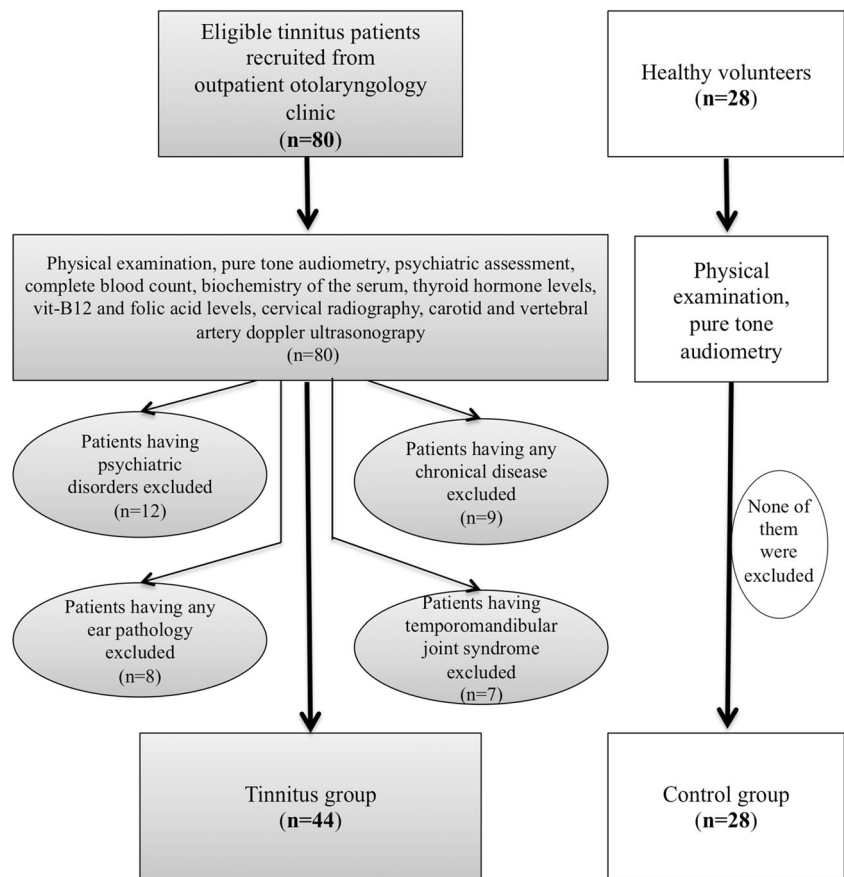 Eligible tinnitus patients
recruited from
outpatient otolaryngology
clinic
(n=80)
Healthy volunteers
(n=28)
Physical examination, pure tone audiometry, psychiatric assessment,
complete blood count, biochemistry of the serum, thyroid hormone levels,
vit-B12 and folic acid levels, cervical radiography, carotid and vertebral
artery doppler ultrasonograpy
(n=80)
Physical
examination,
pure tone
audiometry
Patients having
psychiatric
disorders excluded
(n=12)
Patients having any
chronical disease
excluded
(n=9)
None of
them
were
excluded
Patients having any
ear pathology
excluded
(n=8)
Patients having
temporomandibular
joint syndrome
excluded
(n=7)
Tinnitus group
(n=44)
Control group
(n=28)